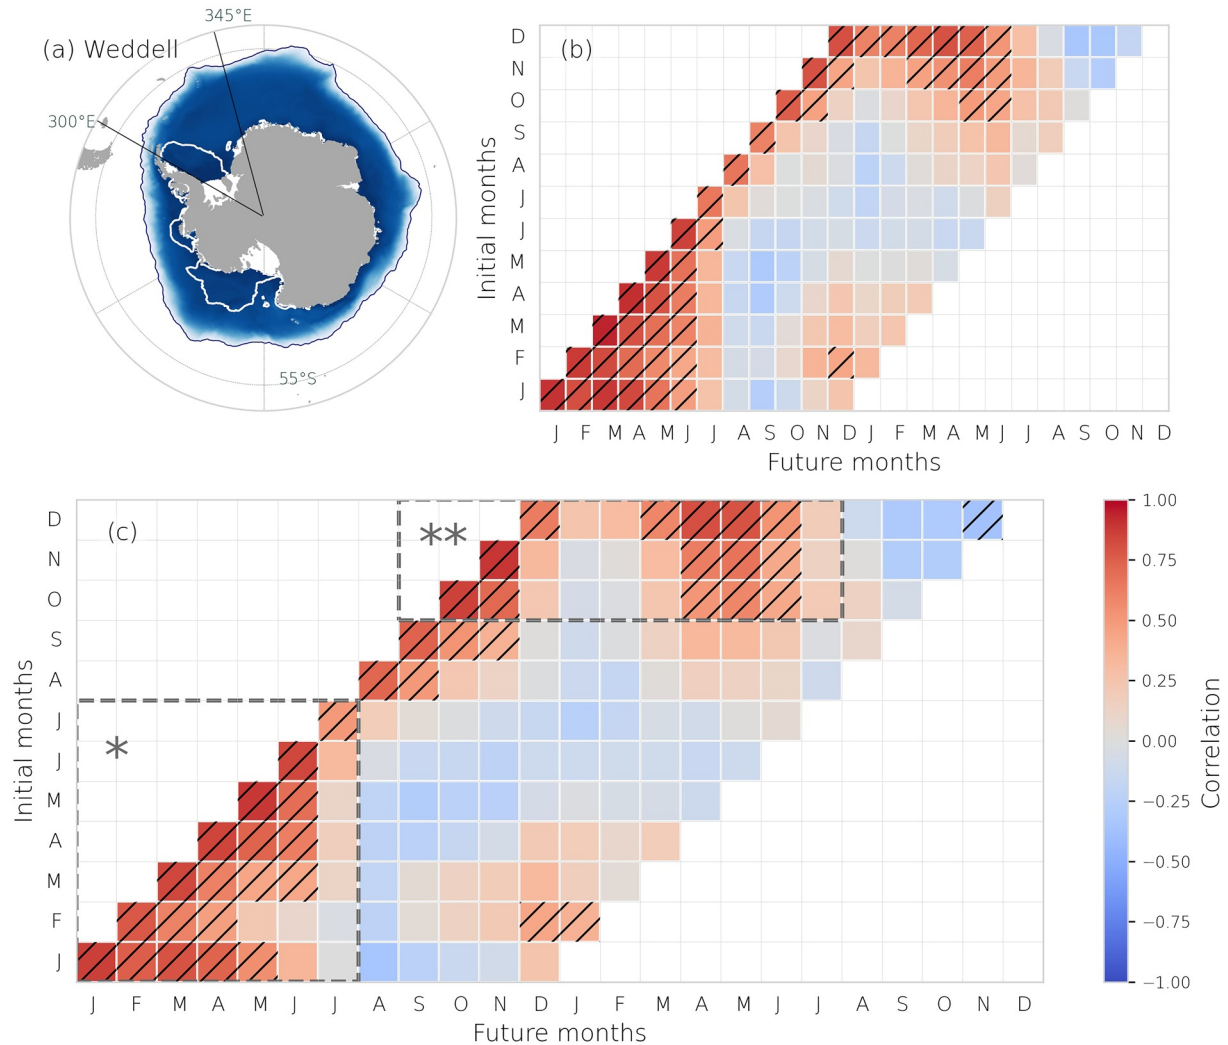 345°E
(a) Weddell
300°E
55°S
(b)
Initial months
D
N
O
S
A
J
J
M
A
M
F
J
J F M A M J J A S O N D J F M A M J J A S O N D
Future months
(c)
**
*
Initial months
D
N
O
S
A
J
J
M
A
M
F
J
J F M A M J J A S O N D J F M A M J J A S O N D
Future months
1.00
0.75
0.50
0.25
0.00
−0.25
−0.50
−0.75
−1.00
Correlation